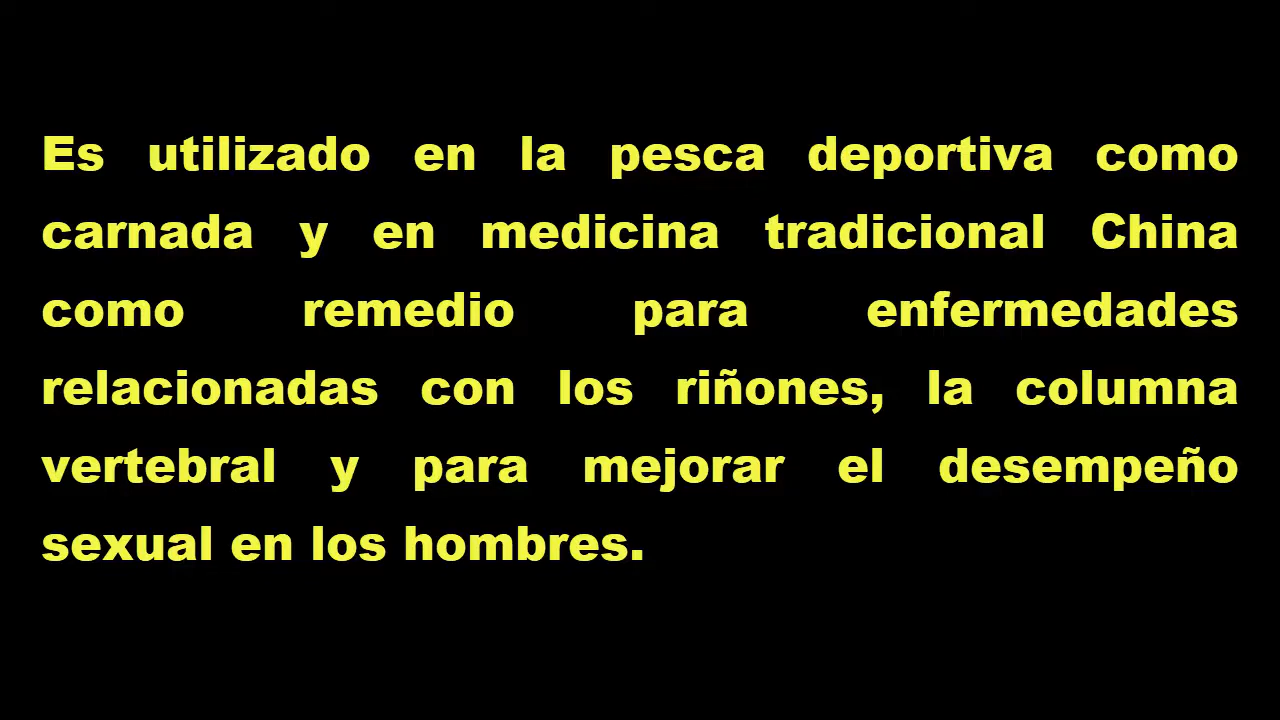 Es utilizado en la pesca deportiva como
carnada y en medicina tradicional China
como remedio para enfermedades
relacionadas con los riñones, la columna
vertebral y para mejorar el desempeño
sexual en los hombres.